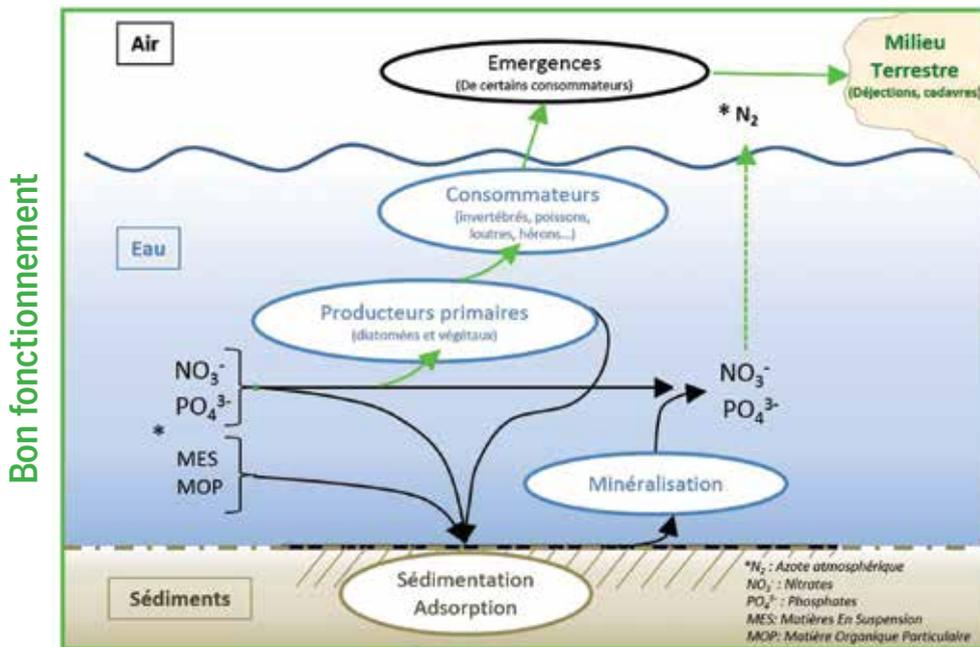 Bon fonctionnement
Air
Emergences
(De certains consommateurs)
Milieu
Terrestre
(Déjections, cadavres)
* N₂
Consommateurs
(invertébrés, poissons,
loutres, hérons...)
Eau
Producteurs primaires
(diatomées et végétaux)
NO₃⁻
PO₄³⁻
NO₃⁻
PO₄³⁻
*
MES
MOP
Minéralisation
Sédimentation
Adsorption
Sédiments
*N₂ : Azote atmosphérique
NO₃⁻ : Nitrates
PO₄³⁻ : Phosphates
MES: Matières En Suspension
MOP: Matière Organique Particulaire